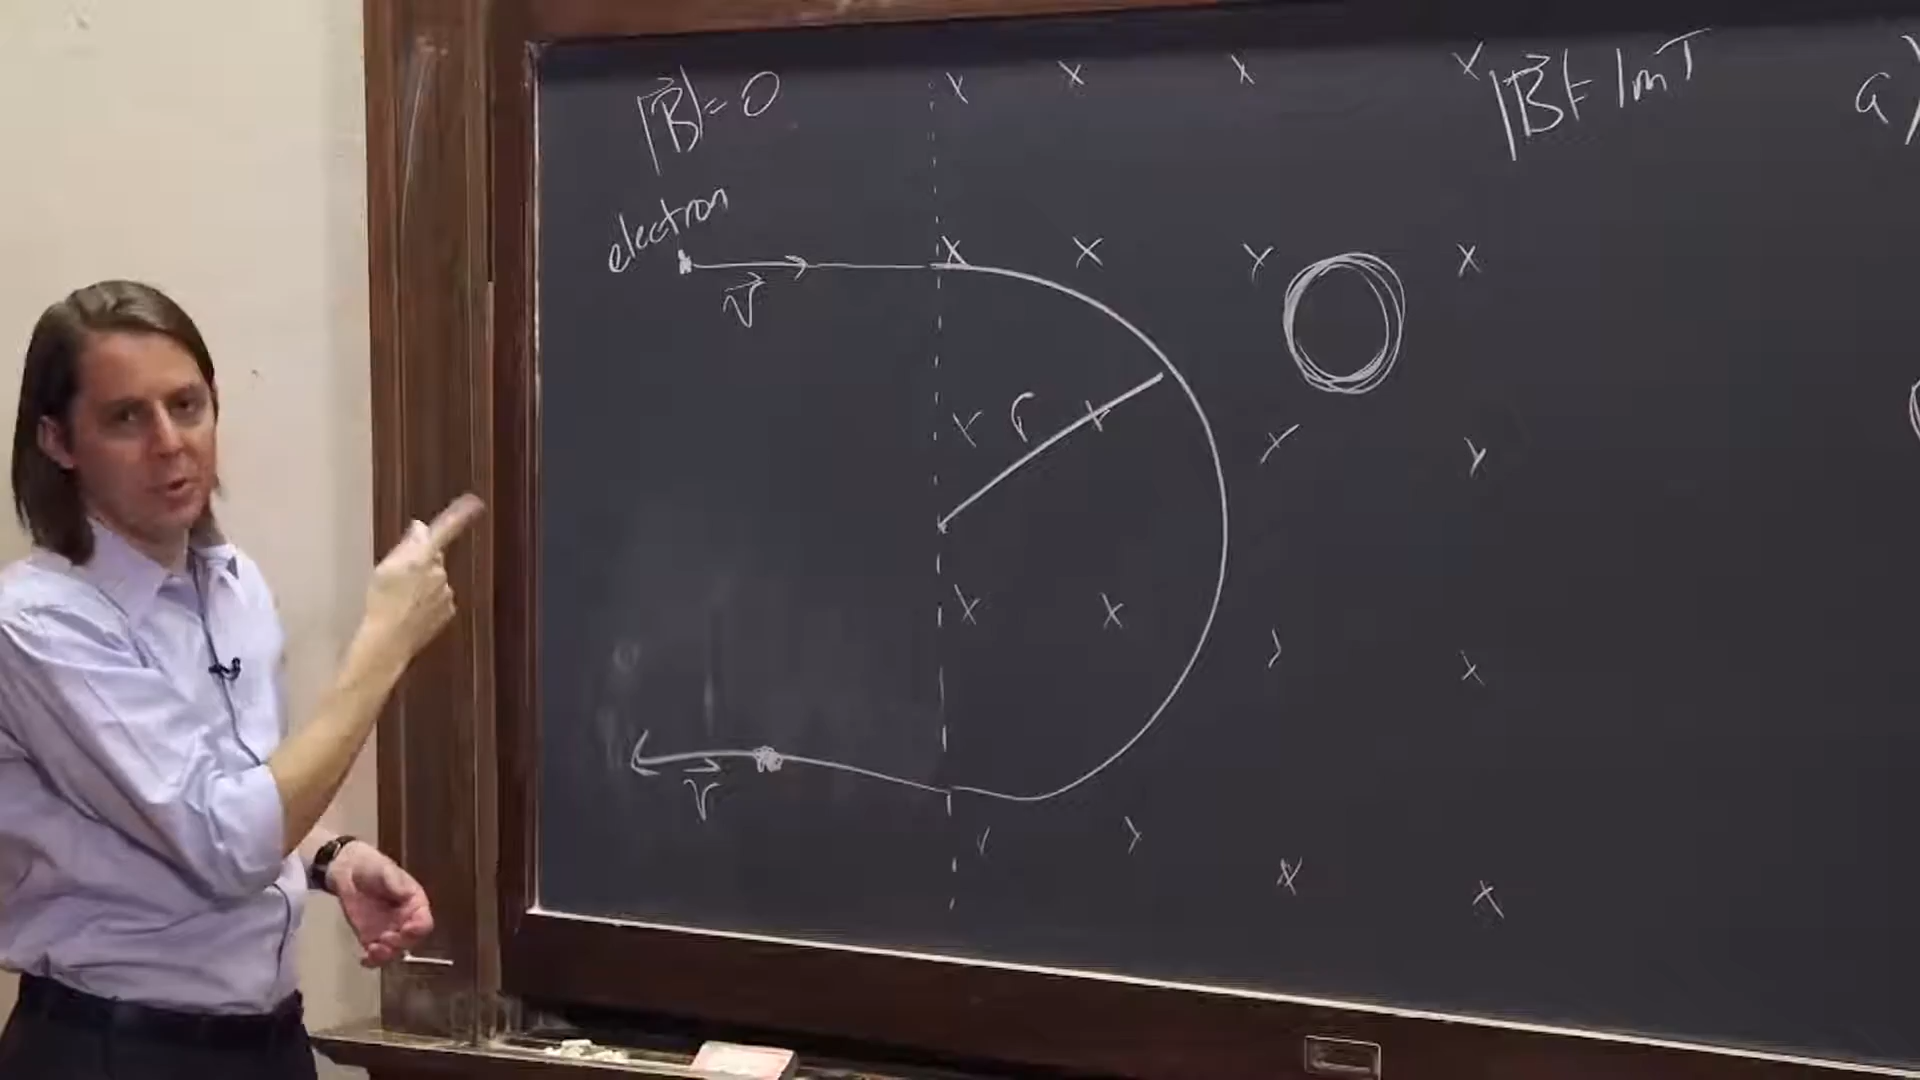 |B⃗|=0
|B⃗|=1mT
a)
electron
v⃗
r
v⃗